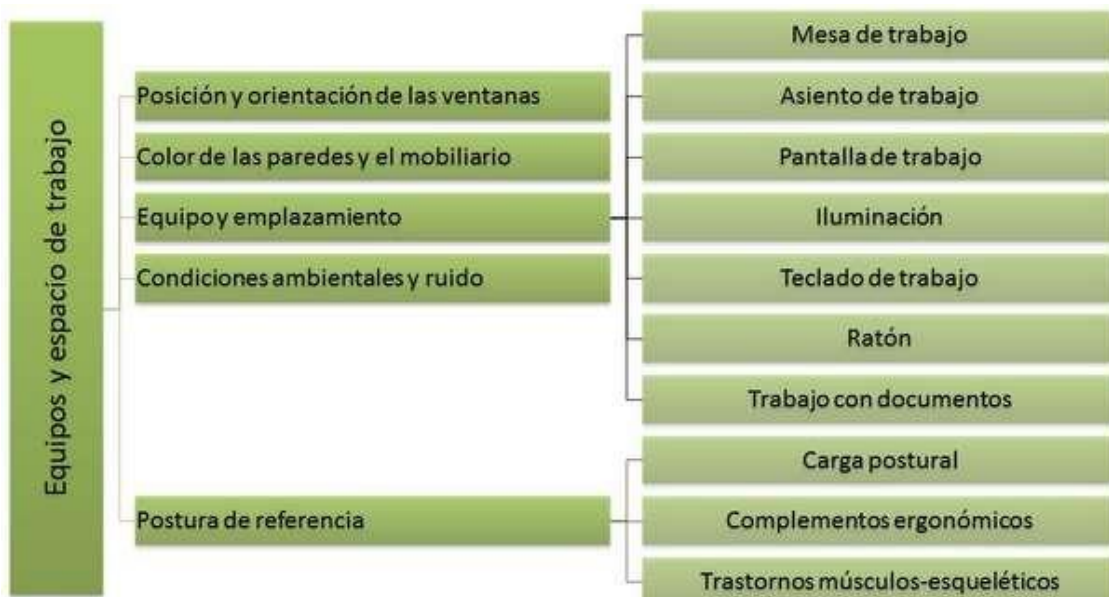 Equipos y espacio de trabajo
Posición y orientación de las ventanas
Color de las paredes y el mobiliario
Equipo y emplazamiento
Condiciones ambientales y ruido
Postura de referencia
Mesa de trabajo
Asiento de trabajo
Pantalla de trabajo
Iluminación
Teclado de trabajo
Ratón
Trabajo con documentos
Carga postural
Complementos ergonómicos
Trastornos músculos-esqueléticos